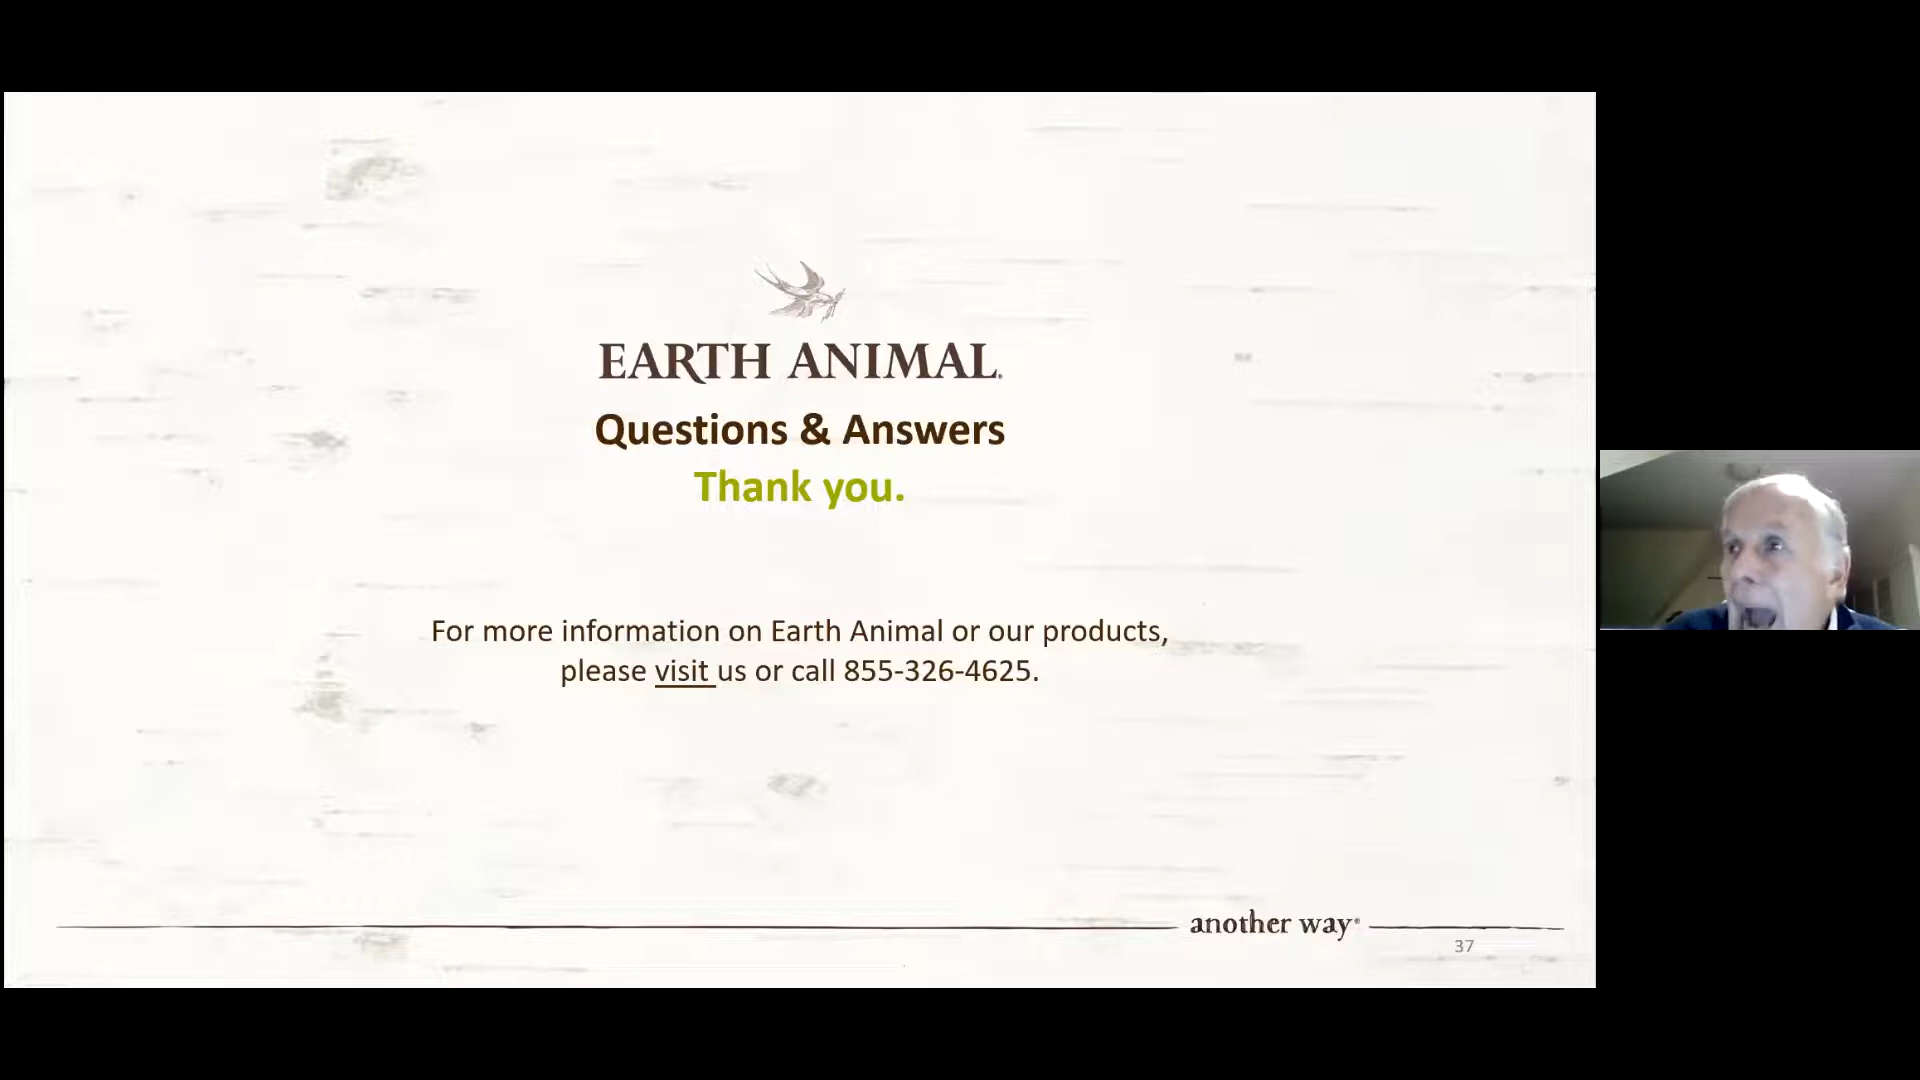 EARTH ANIMAL.
Questions & Answers
Thank you.
For more information on Earth Animal or our products,
please visit us or call 855-326-4625.
another way®
37